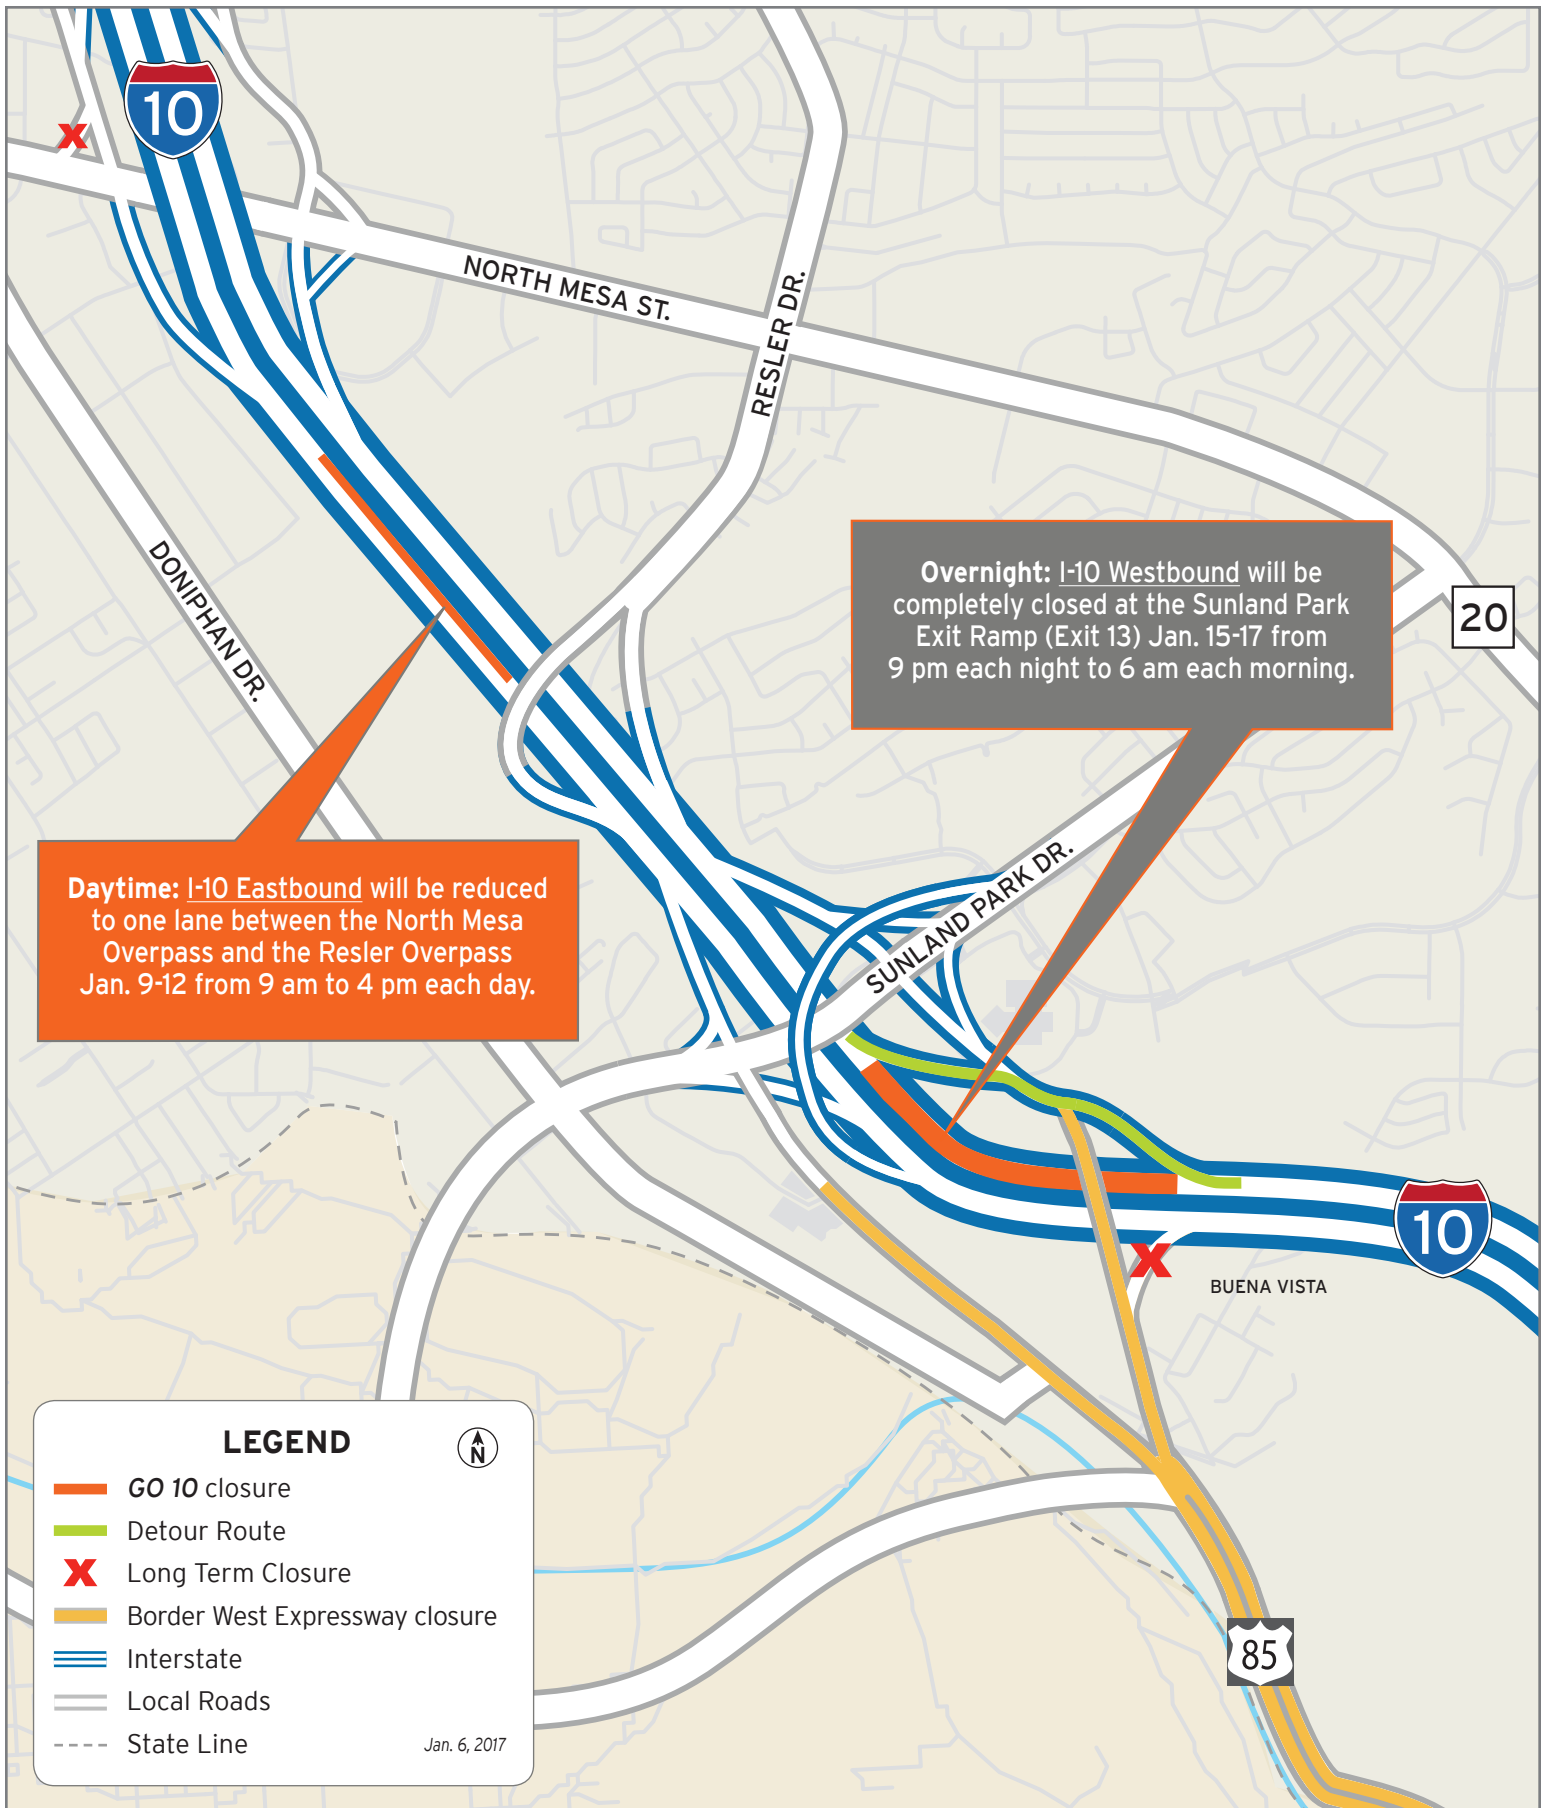 10
NORTH MESA ST.
RESLER DR.
DONIPHAN DR.
Overnight: I-10 Westbound will be
completely closed at the Sunland Park
Exit Ramp (Exit 13) Jan. 15-17 from
9 pm each night to 6 am each morning.
20
Daytime: I-10 Eastbound will be reduced
to one lane between the North Mesa
Overpass and the Resler Overpass
Jan. 9-12 from 9 am to 4 pm each day.
SUNLAND PARK DR.
10
BUENA VISTA
LEGEND
N
GO 10 closure
Detour Route
X Long Term Closure
Border West Expressway closure
Interstate
Local Roads
State Line
Jan. 6, 2017
85